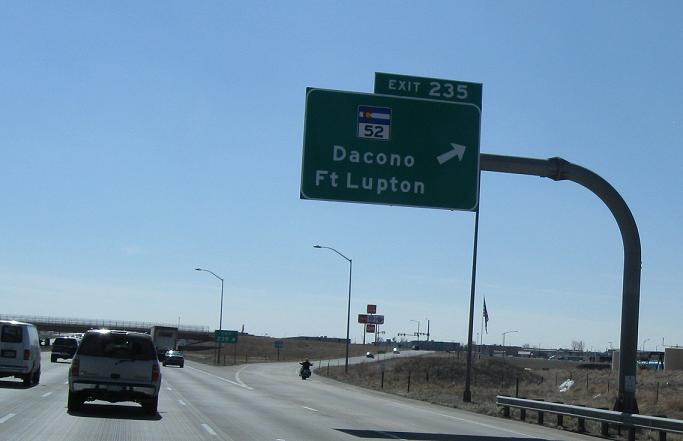 EXIT 235
52
Dacono
Ft Lupton